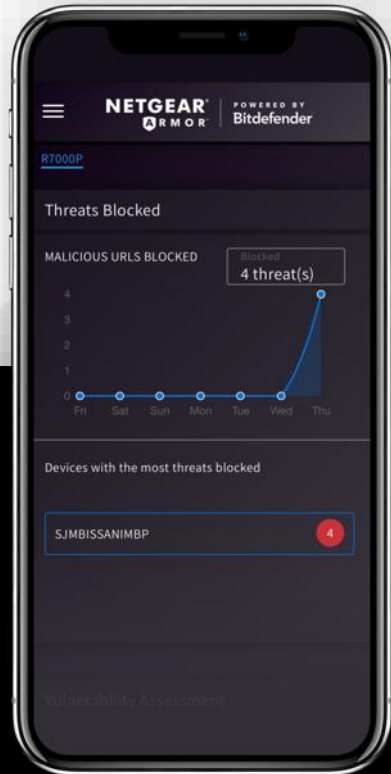 NETGEAR®
ARMOR™
POWERED BY
Bitdefender
R7000P
Threats Blocked
MALICIOUS URLS BLOCKED
Blocked
4 threat(s)
4
3
2
1
0
Fri Sat Sun Mon Tue Wed Thu
Devices with the most threats blocked
SJMBISSANIMBP
4
Vulnerability Assessment